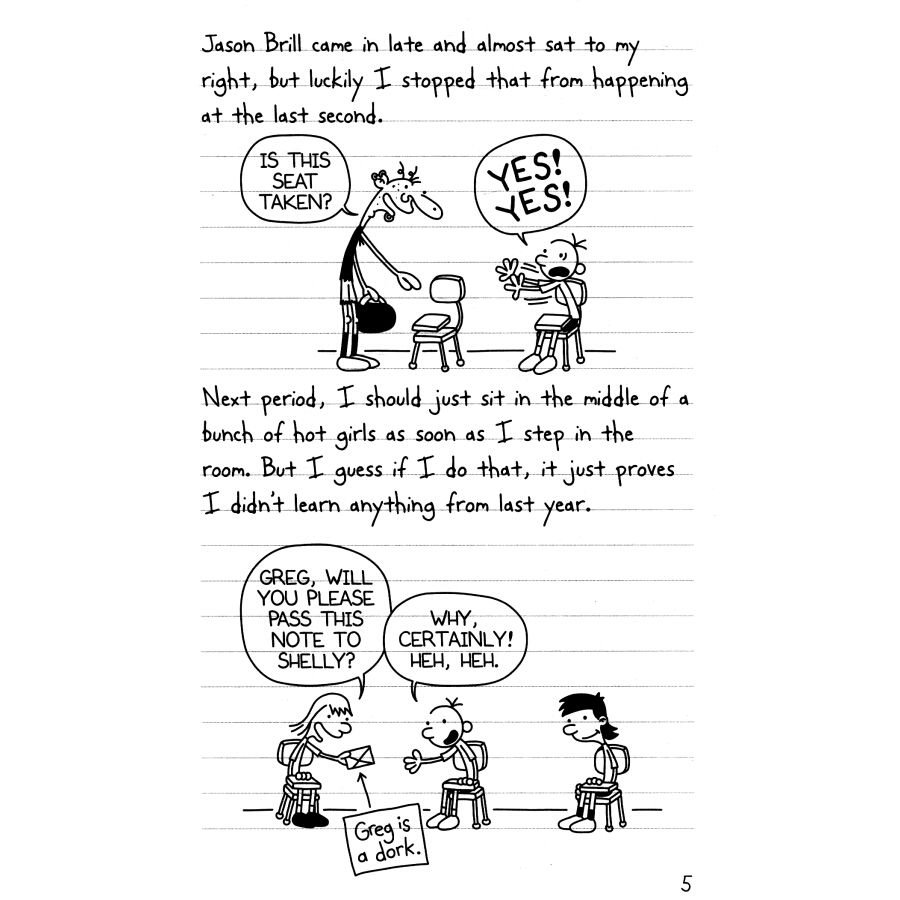 Jason Brill came in late and almost sat to my
right, but luckily I stopped that from happening
at the last second.
IS THIS
SEAT
TAKEN?
YES!
YES!
Next period, I should just sit in the middle of a
bunch of hot girls as soon as I step in the
room. But I guess if I do that, it just proves
I didn't learn anything from last year.
GREG, WILL
YOU PLEASE
PASS THIS
NOTE TO
SHELLY?
WHY,
CERTAINLY!
HEH, HEH.
Greg is
a dork.
5